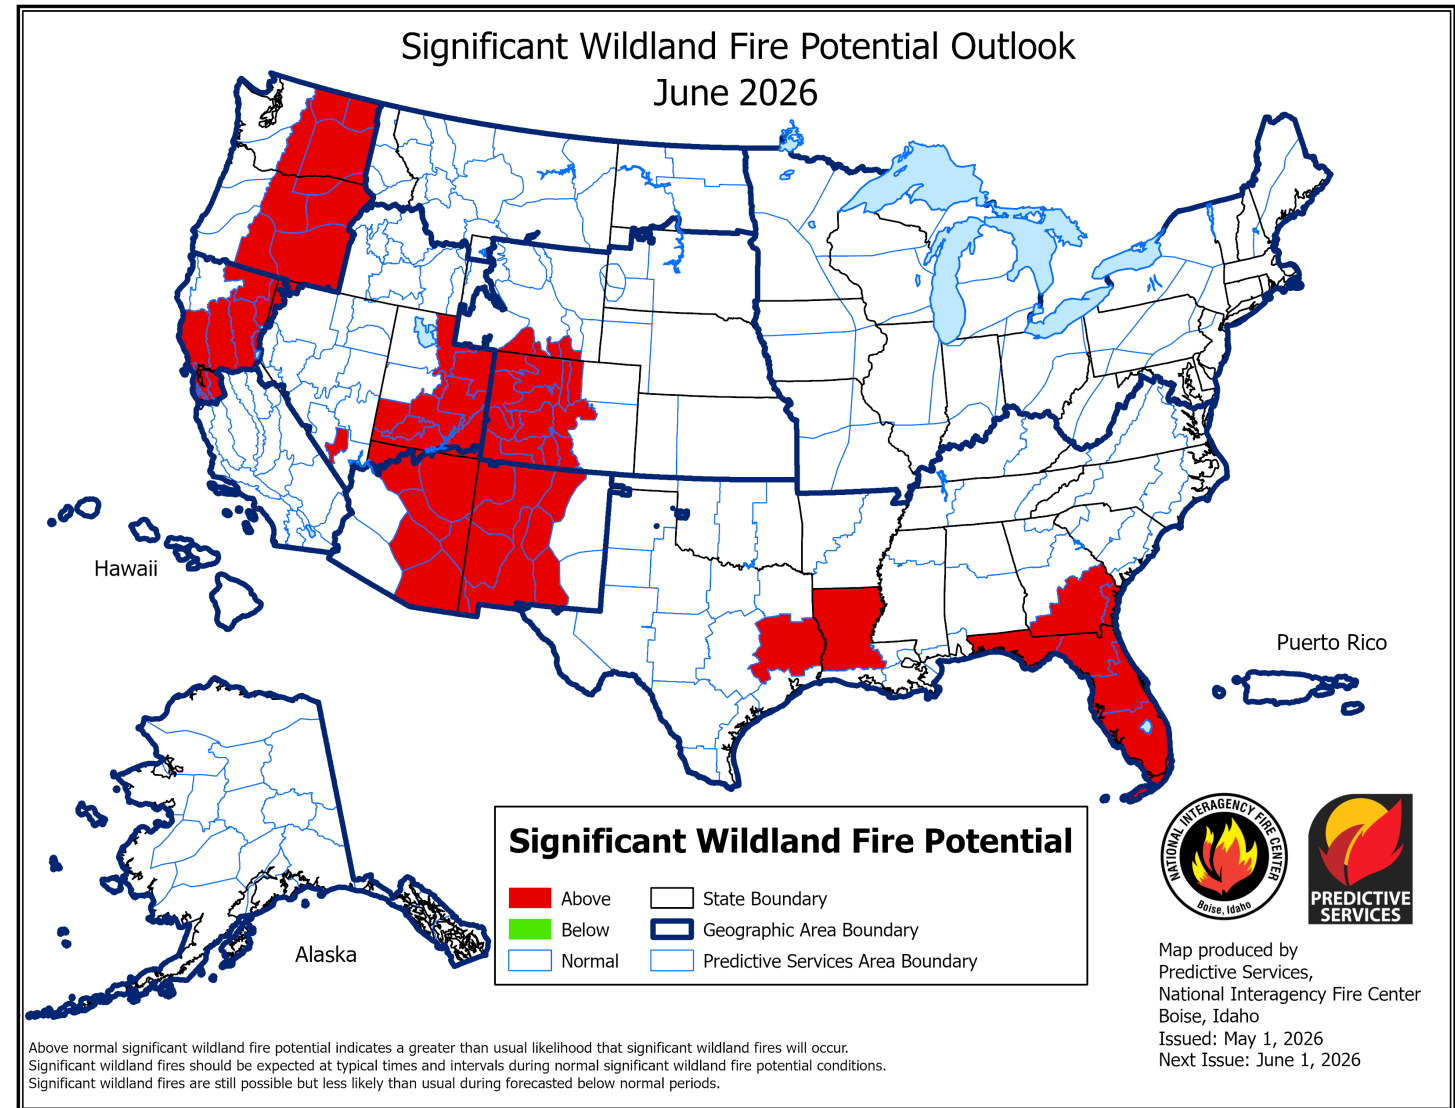 Significant Wildland Fire Potential Outlook
June 2026
Hawaii
Puerto Rico
Alaska
Significant Wildland Fire Potential
Above
State Boundary
Below
Geographic Area Boundary
Normal
Predictive Services Area Boundary
NATIONAL INTERAGENCY FIRE CENTER
Boise, Idaho
PREDICTIVE
SERVICES
Map produced by
Predictive Services,
National Interagency Fire Center
Boise, Idaho
Issued: May 1, 2026
Next Issue: June 1, 2026
Above normal significant wildland fire potential indicates a greater than usual likelihood that significant wildland fires will occur.
Significant wildland fires should be expected at typical times and intervals during normal significant wildland fire potential conditions.
Significant wildland fires are still possible but less likely than usual during forecasted below normal periods.